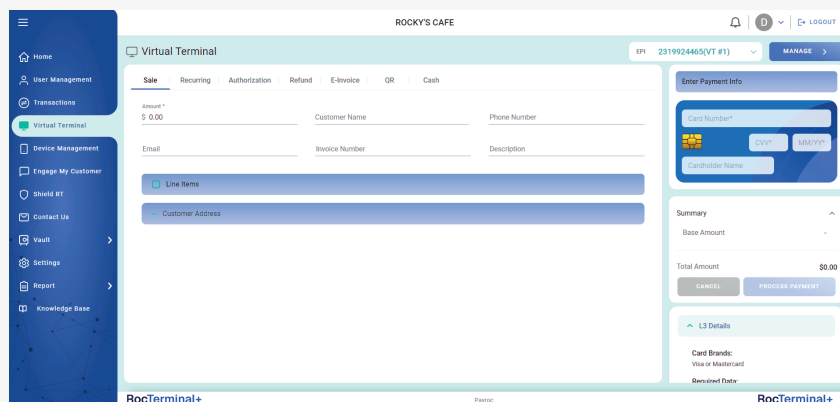 ROCKY'S CAFE
D
LOGOUT
Home
User Management
Transactions
Virtual Terminal
Device Management
Engage My Customer
Shield RT
Contact Us
Vault
Settings
Report
Knowledge Base
Virtual Terminal
EPI 2319924465(VT #1)
MANAGE
Sale Recurring Authorization Refund E-Invoice QR Cash
Amount *
$ 0.00 Customer Name Phone Number
Email Invoice Number Description
Line Items
Customer Address
Enter Payment Info
Card Number*
CVV* MM/YY*
Cardholder Name
Summary
Base Amount -
Total Amount $0.00
CANCEL PROCESS PAYMENT
L3 Details
Card Brands:
Visa or Mastercard
Required Data:
RocTerminal+ Payroc RocTerminal+